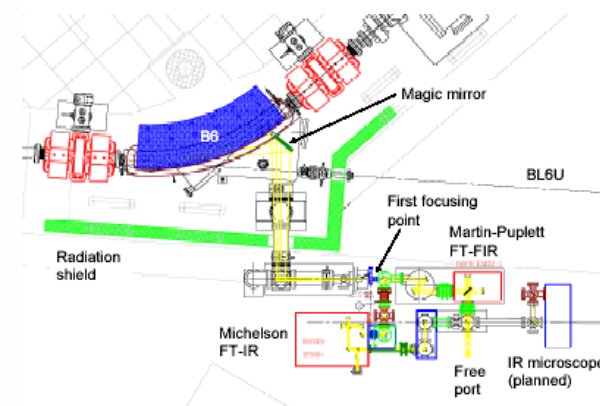 Magic mirror
B6
BL6U
First focusing
point
Martin-Puplett
FT-FIR
Radiation
shield
Michelson
FT-IR
Free
port
IR microscope
(planned)